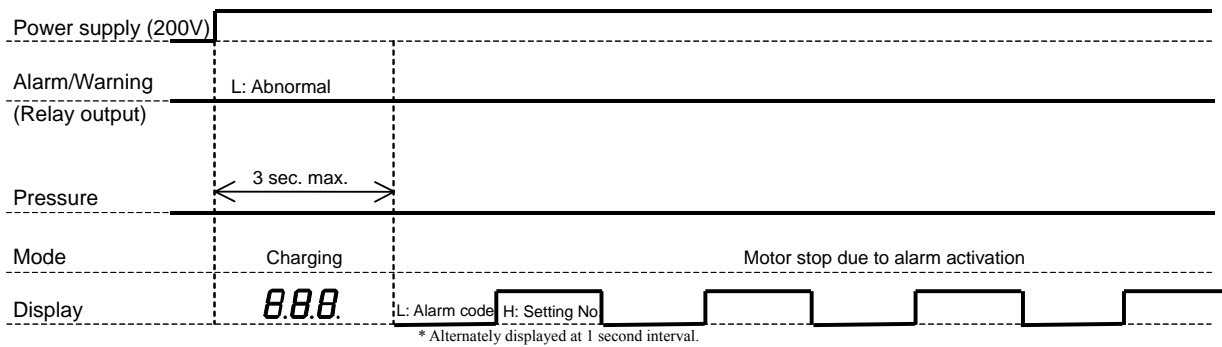 Power supply (200V)
Alarm/Warning
L: Abnormal
(Relay output)
3 sec. max.
Pressure
Mode
Charging
Motor stop due to alarm activation
Display
8.8.8.
L: Alarm code
H: Setting No.
* Alternately displayed at 1 second interval.